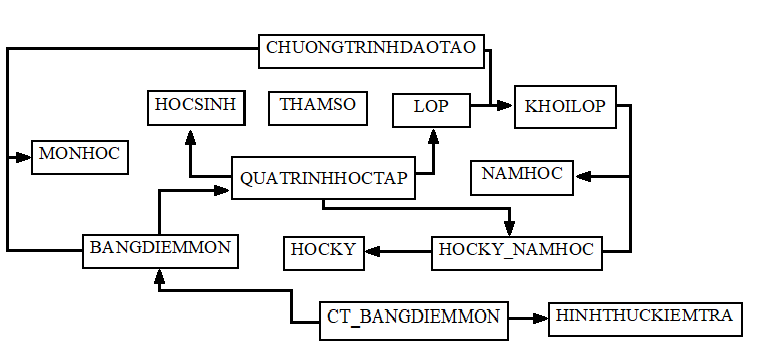 CHUONGTRINHDAOTAO
HOCSINH
THAMSO
LOP
KHOILOP
MONHOC
QUATRINHHOCTAP
NAMHOC
BANGDIEMMON
HOCKY
HOCKY_NAMHOC
CT_BANGDIEMMON
HINHTHUCKIEMTRA